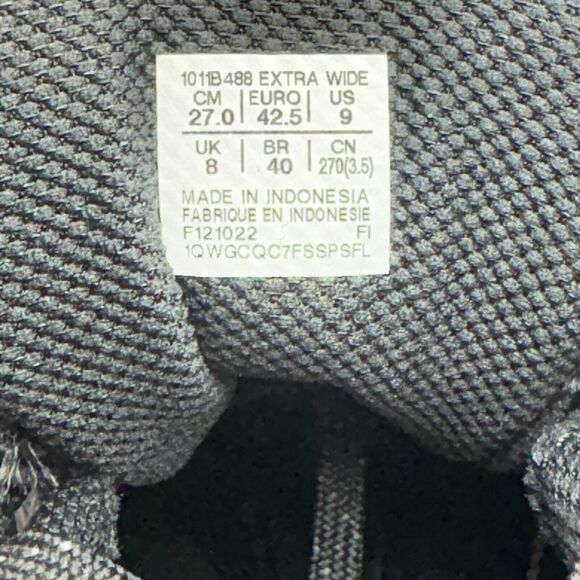 1011B488 EXTRA WIDE
CM | EURO | US
27.0 | 42.5 | 9
UK | BR | CN
8 | 40 | 270(3.5)
MADE IN INDONESIA
FABRIQUE EN INDONESIE
F121022 FI
1QWGCQC7FSSPSFL